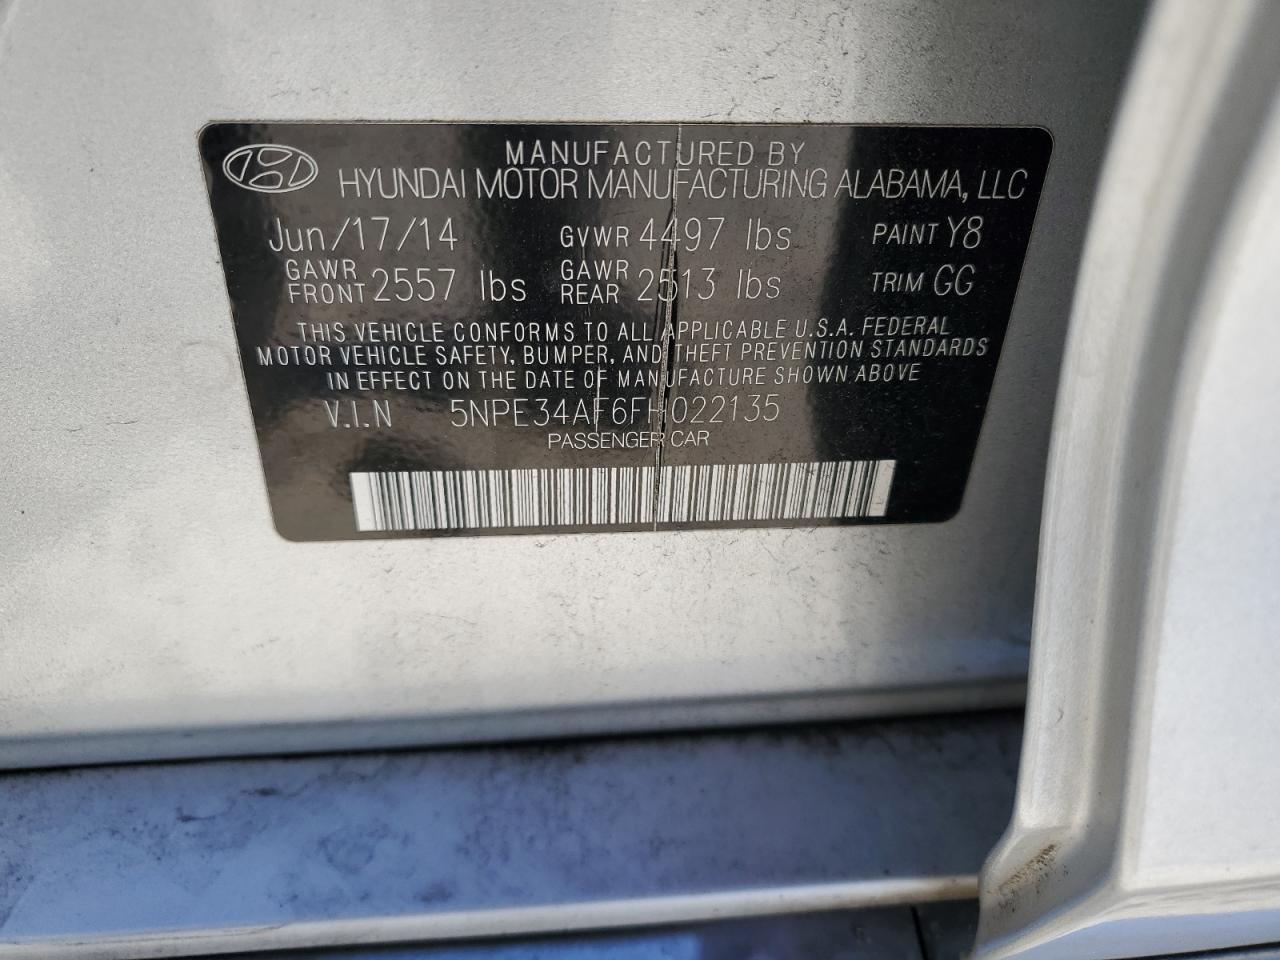 MANUFACTURED BY
HYUNDAI MOTOR MANUFACTURING ALABAMA, LLC
Jun/17/14 GVWR 4497 lbs PAINT Y8
GAWR FRONT 2557 lbs GAWR REAR 2513 lbs TRIM GG
THIS VEHICLE CONFORMS TO ALL APPLICABLE U.S.A. FEDERAL
MOTOR VEHICLE SAFETY, BUMPER, AND THEFT PREVENTION STANDARDS
IN EFFECT ON THE DATE OF MANUFACTURE SHOWN ABOVE
V.I.N 5NPE34AF6FH022135
PASSENGER CAR